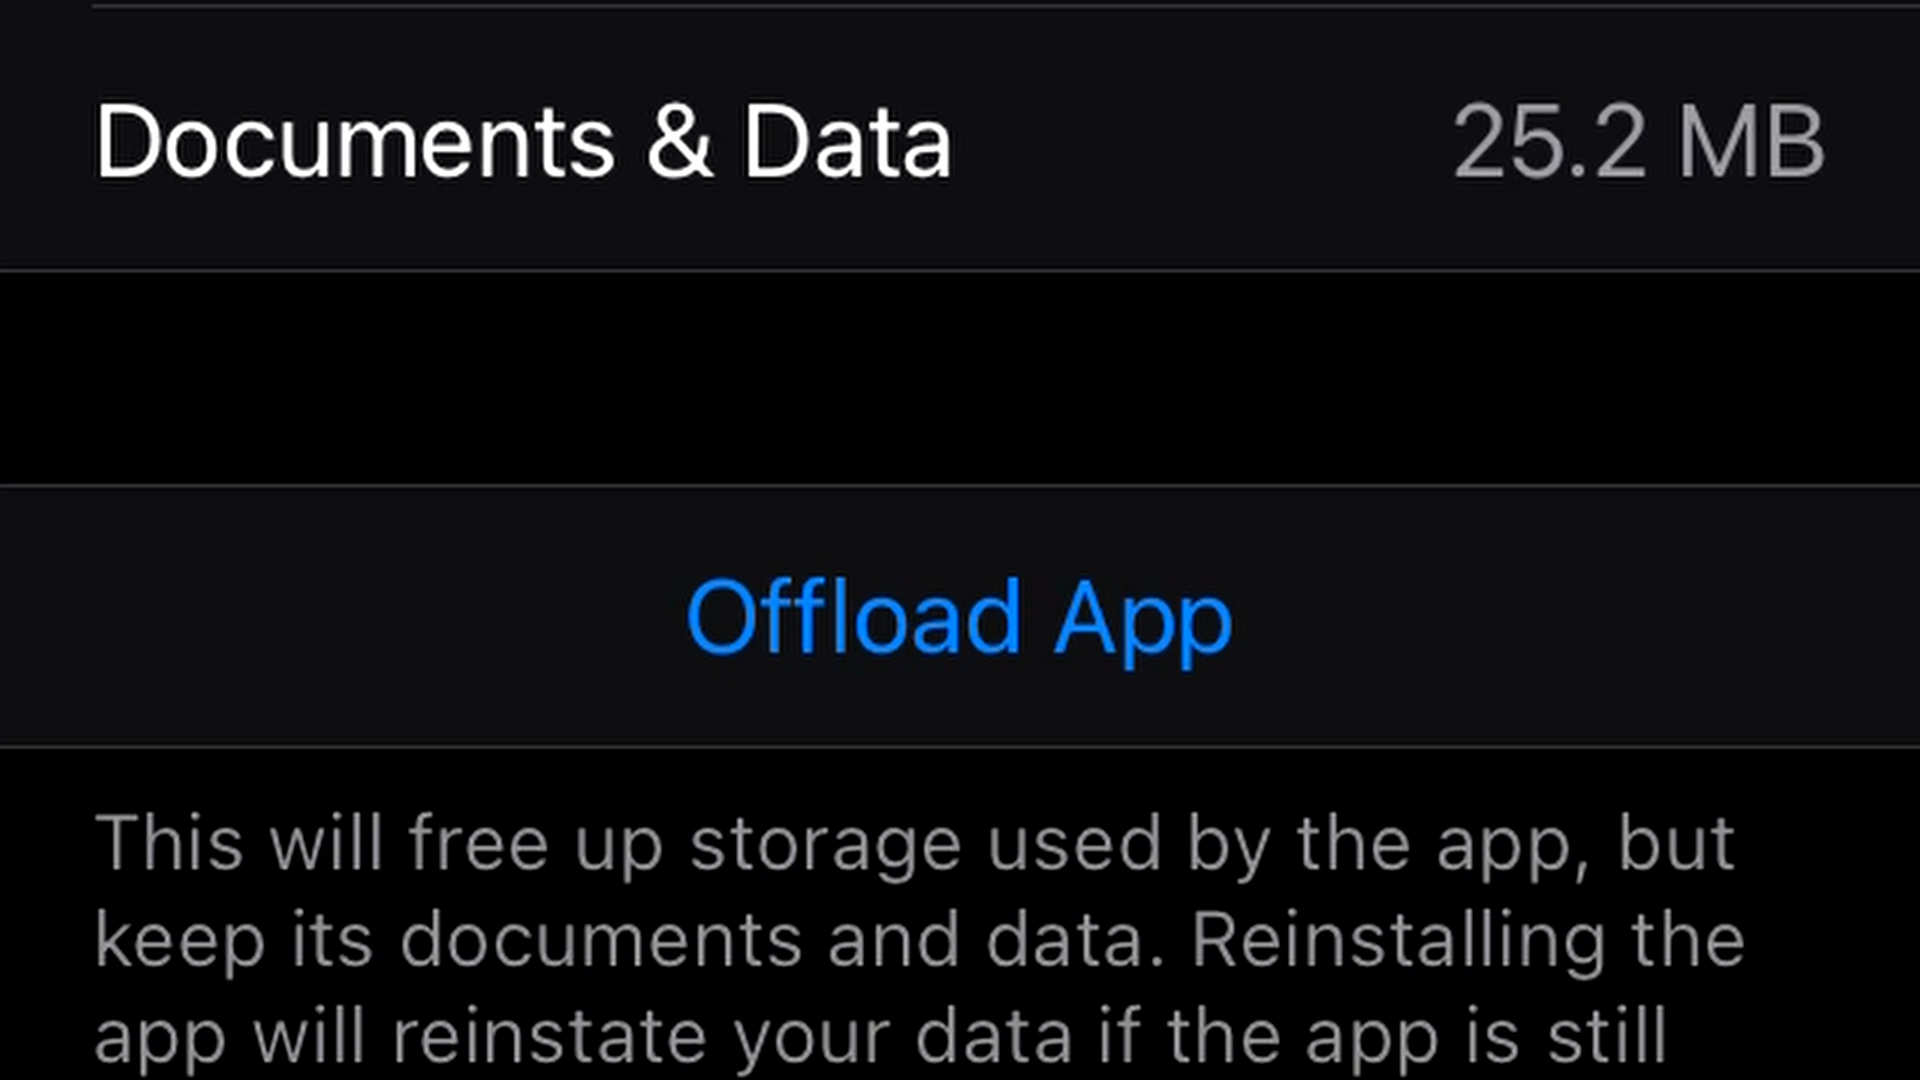 Documents & Data 25.2 MB
Offload App
This will free up storage used by the app, but
keep its documents and data. Reinstalling the
app will reinstate your data if the app is still